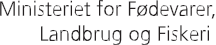 Ministeriet for Fødevarer,
Landbrug og Fiskeri